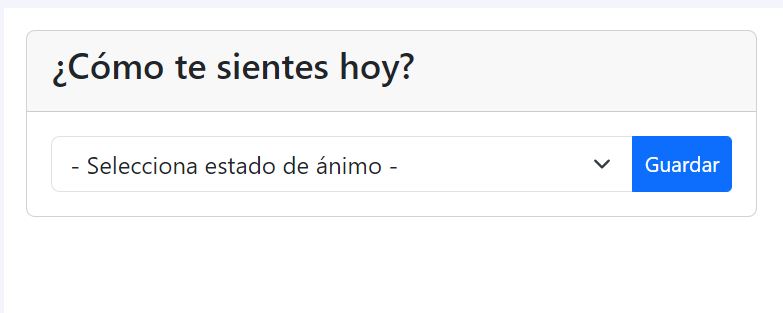 ¿Cómo te sientes hoy?
- Selecciona estado de ánimo -
Guardar